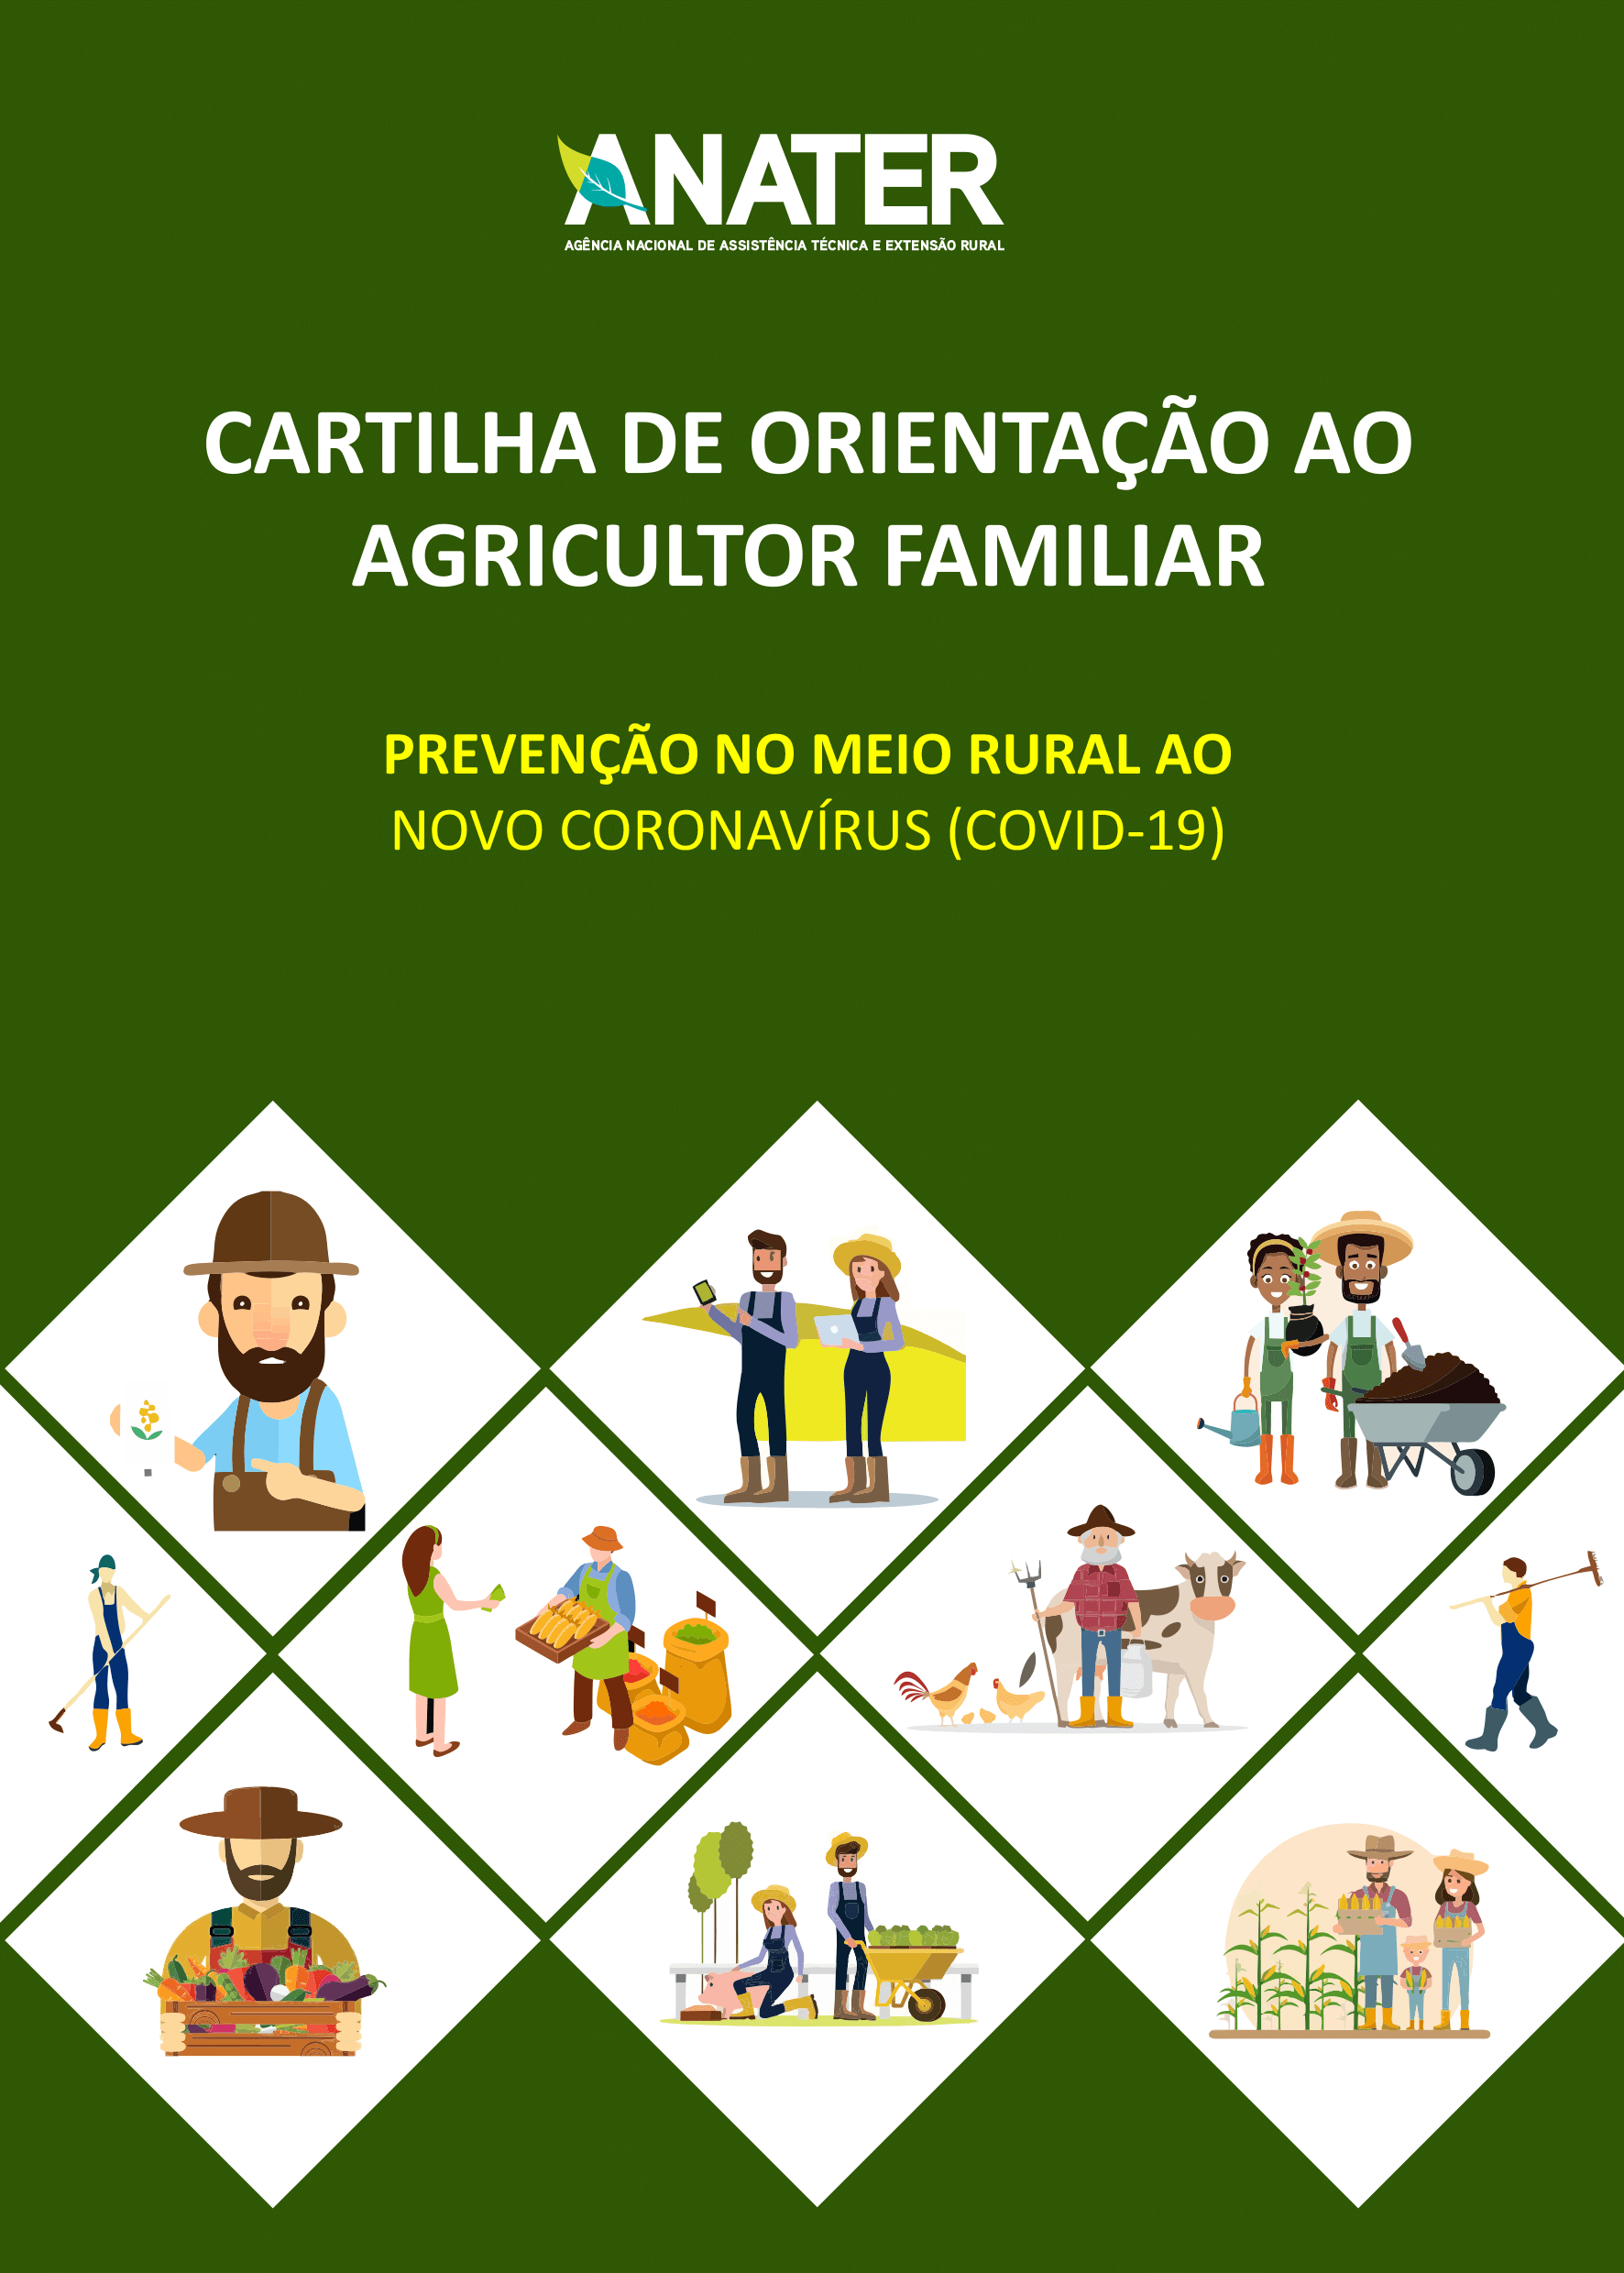 ANATER
AGÊNCIA NACIONAL DE ASSISTÊNCIA TÉCNICA E EXTENSÃO RURAL
CARTILHA DE ORIENTAÇÃO AO
AGRICULTOR FAMILIAR
PREVENÇÃO NO MEIO RURAL AO
NOVO CORONAVÍRUS (COVID-19)